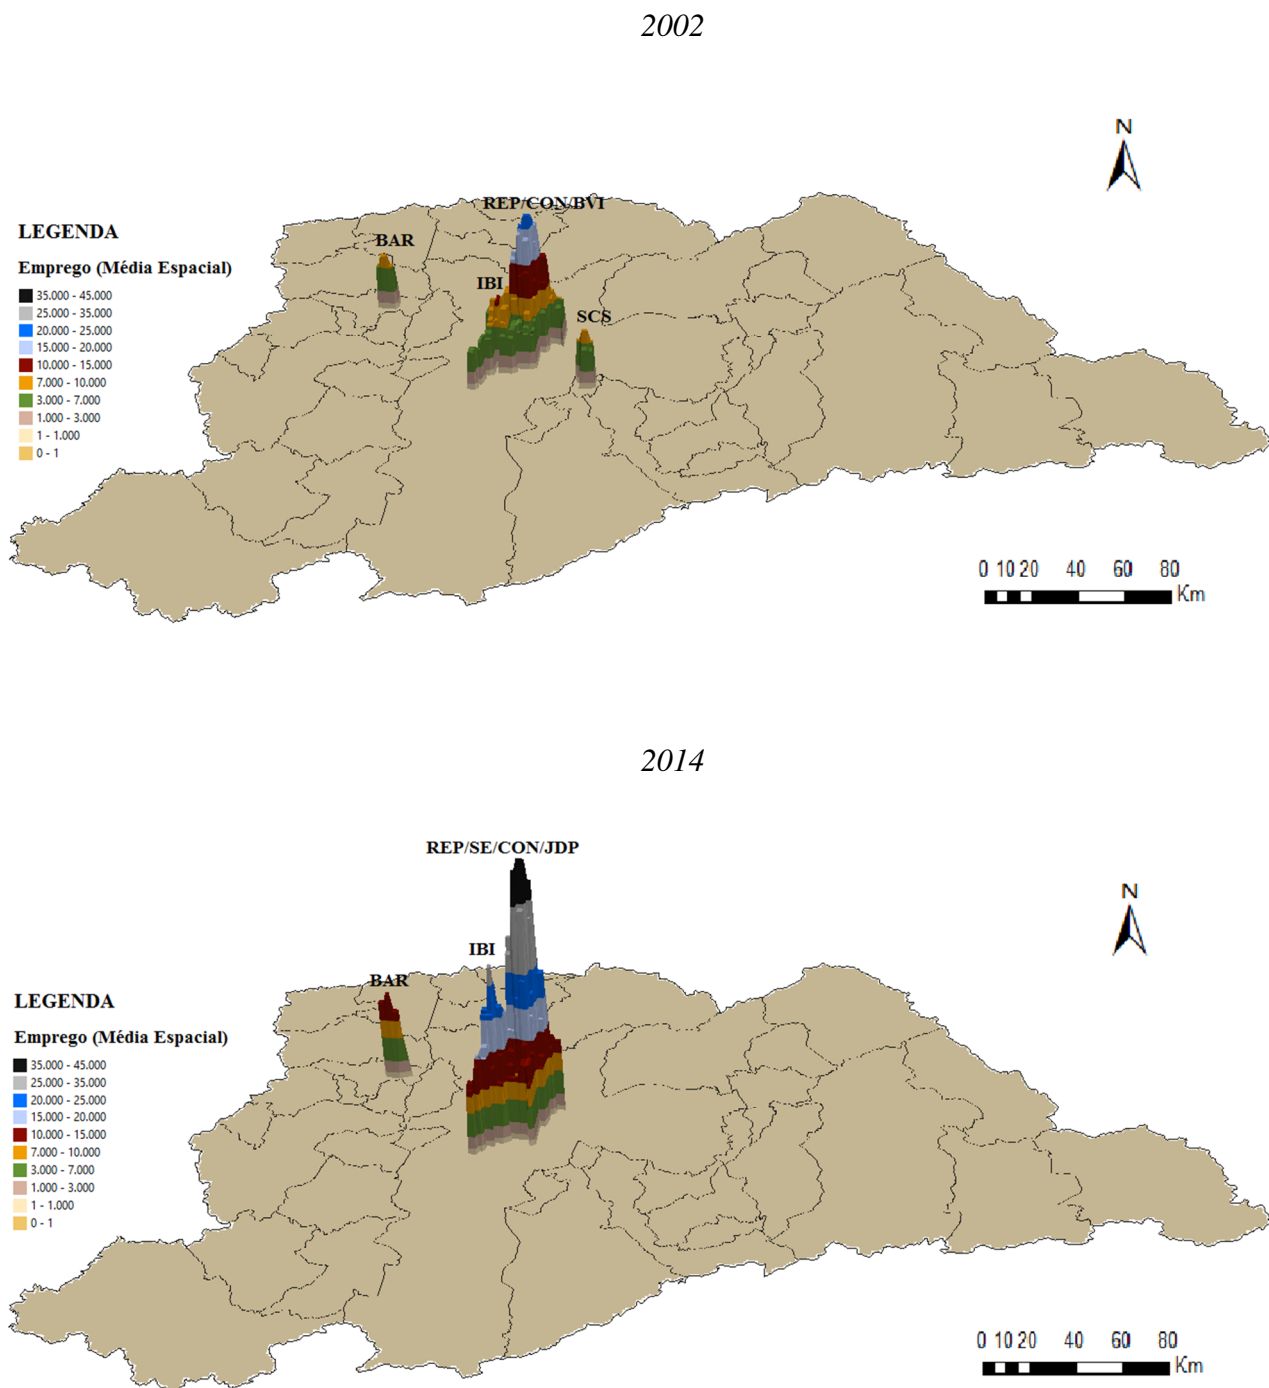 2002
N
REP/CON/BVI
LEGENDA
BAR
Emprego (Média Espacial)
IBI
35.000 - 45.000
25.000 - 35.000
20.000 - 25.000
15.000 - 20.000
10.000 - 15.000
7.000 - 10.000
3.000 - 7.000
1.000 - 3.000
1 - 1.000
0 - 1
SCS
0 10 20 40 60 80
Km
2014
REP/SE/CON/JDP
N
IBI
BAR
LEGENDA
Emprego (Média Espacial)
35.000 - 45.000
25.000 - 35.000
20.000 - 25.000
15.000 - 20.000
10.000 - 15.000
7.000 - 10.000
3.000 - 7.000
1.000 - 3.000
1 - 1.000
0 - 1
0 10 20 40 60 80
Km